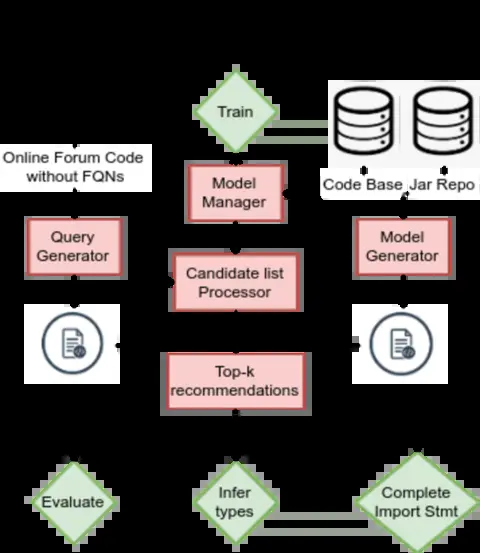 Train
Online Forum Code
without FQNs
Model
Manager
Code Base Jar Repo
Query
Generator
Model
Generator
Candidate list
Processor
Top-k
recommendations
Evaluate
Infer
types
Complete
Import Stmt